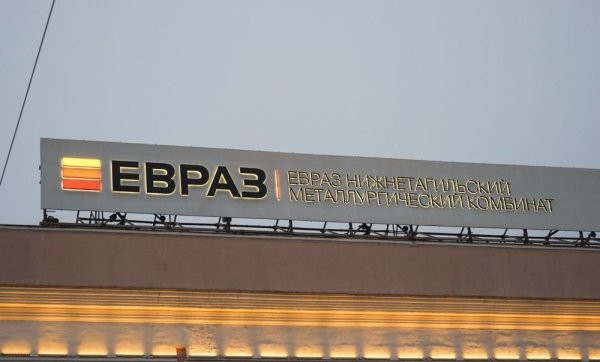 ЕВРАЗ
ЕВРАЗ НИЖНЕТАГИЛЬСКИЙ
МЕТАЛЛУРГИЧЕСКИЙ КОМБИНАТ